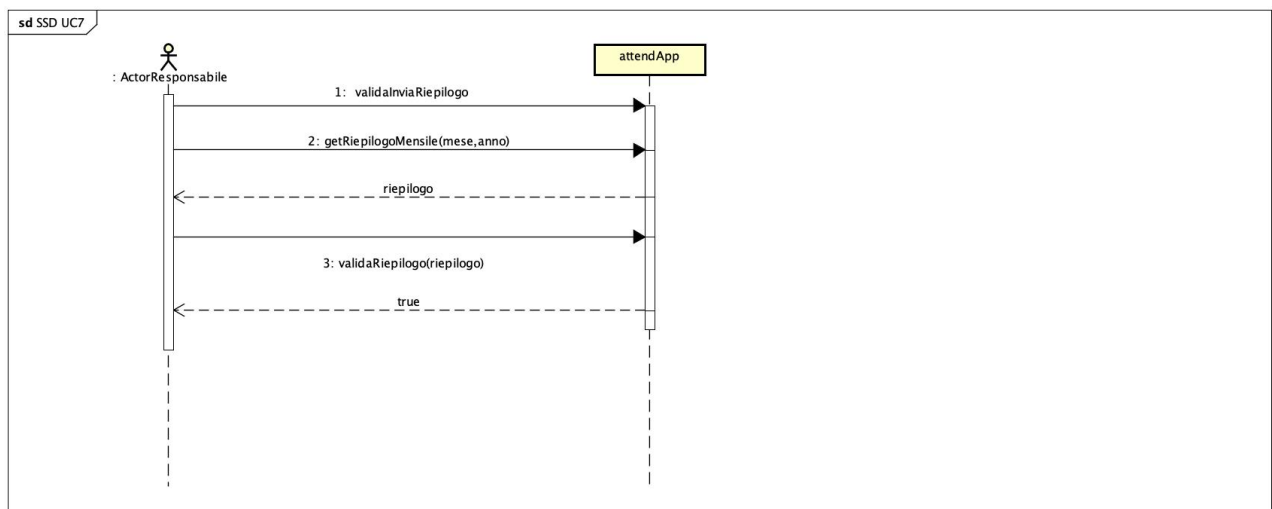 sd SSD UC7
attendApp
: ActorResponsabile
1: validaInviaRiepilogo
2: getRiepilogoMensile(mese,anno)
riepilogo
3: validaRiepilogo(riepilogo)
true